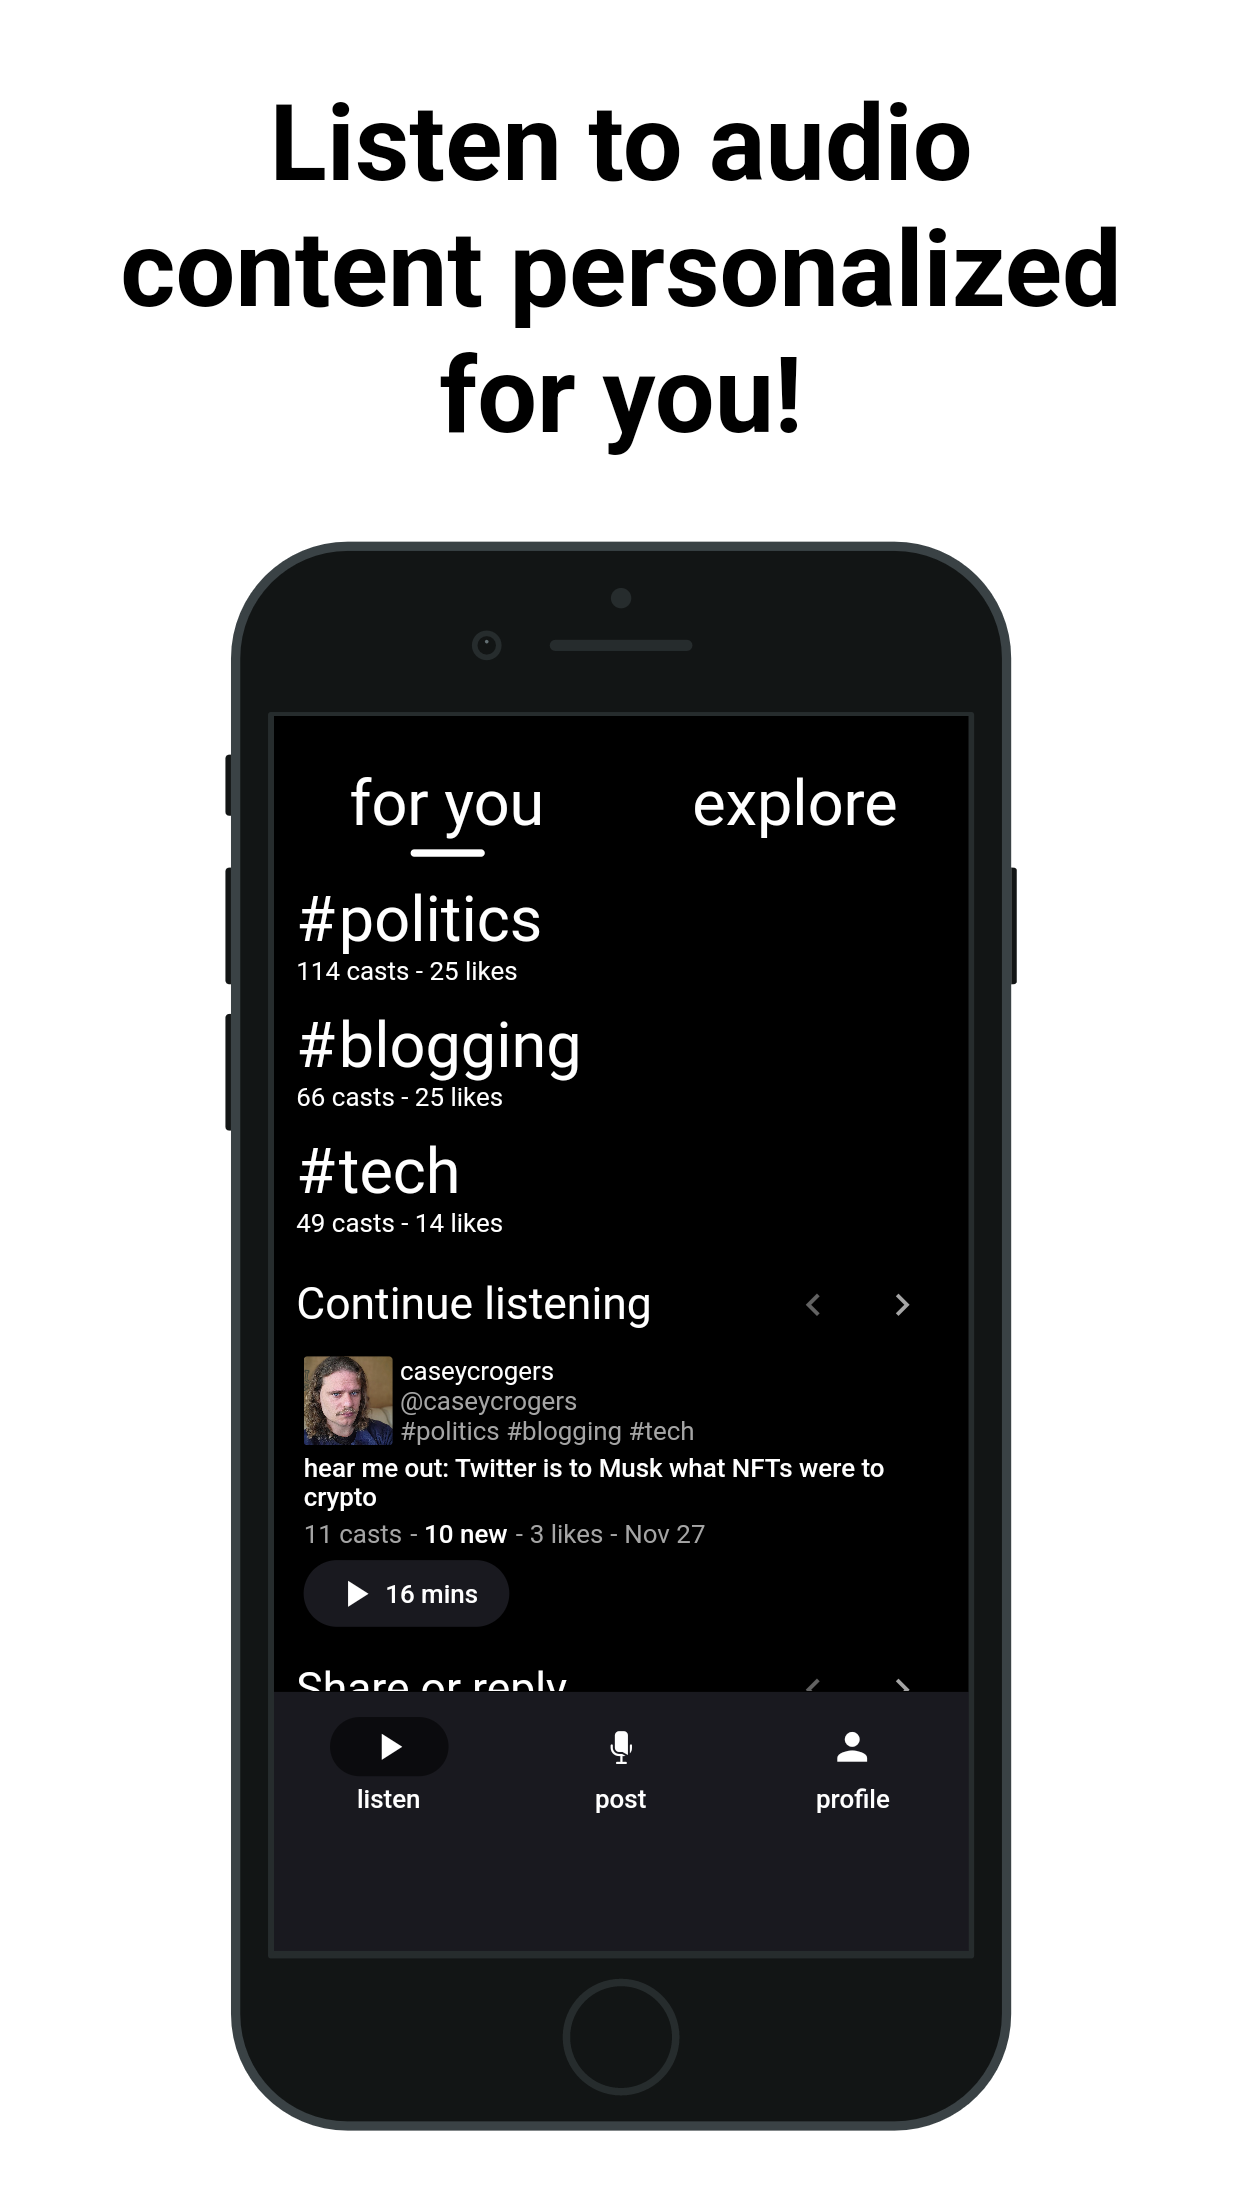 Listen to audio
content personalized
for you!
for you explore
#politics
114 casts - 25 likes
#blogging
66 casts - 25 likes
#tech
49 casts - 14 likes
Continue listening
caseycrogers
@caseycrogers
#politics #blogging #tech
hear me out: Twitter is to Musk what NFTs were to
crypto
11 casts - 10 new - 3 likes - Nov 27
16 mins
Share or reply
listen post profile